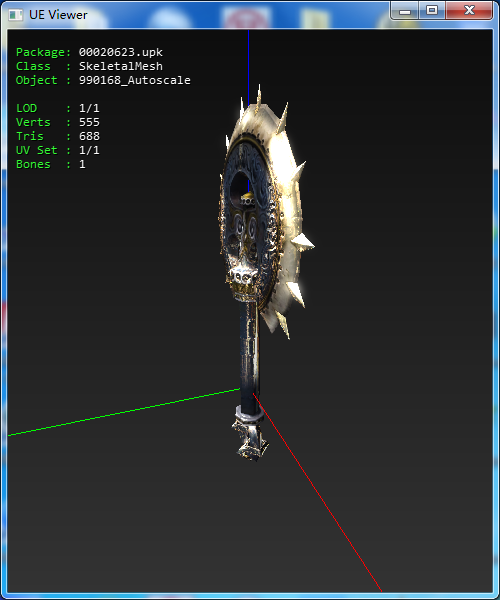 UE Viewer
Package: 00020623.upk
Class  : SkeletalMesh
Object : 990168_Autoscale
LOD    : 1/1
Verts  : 555
Tris   : 688
UV Set : 1/1
Bones  : 1